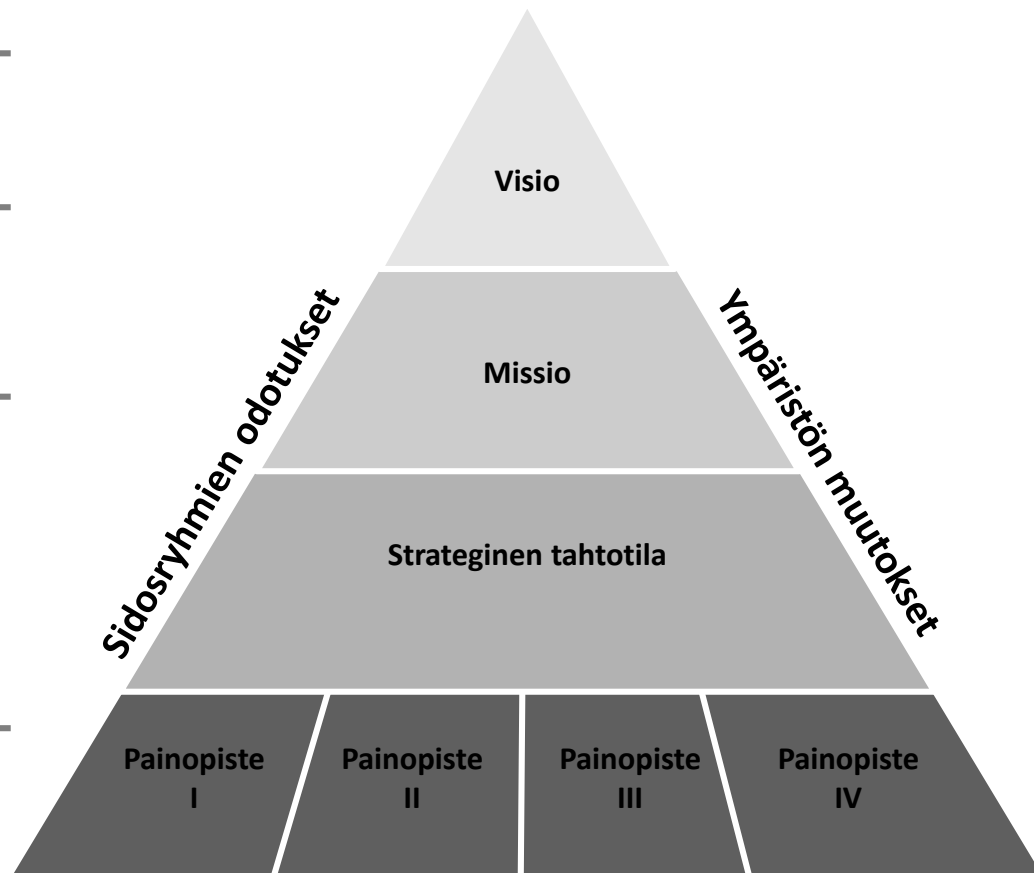 Visio
Sidosryhmien odotukset
Ympäristön muutokset
Missio
Strateginen tahtotila
Painopiste
I
Painopiste
II
Painopiste
III
Painopiste
IV